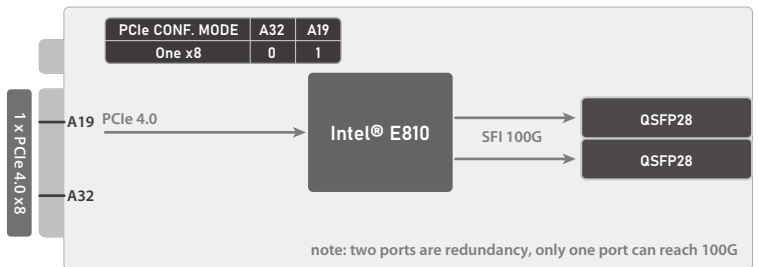 PCIe CONF. MODE A32 A19
One x8 0 1
1 x PCIe 4.0 x8
A19 PCIe 4.0
A32
Intel® E810
SFI 100G
QSFP28
QSFP28
note: two ports are redundancy, only one port can reach 100G